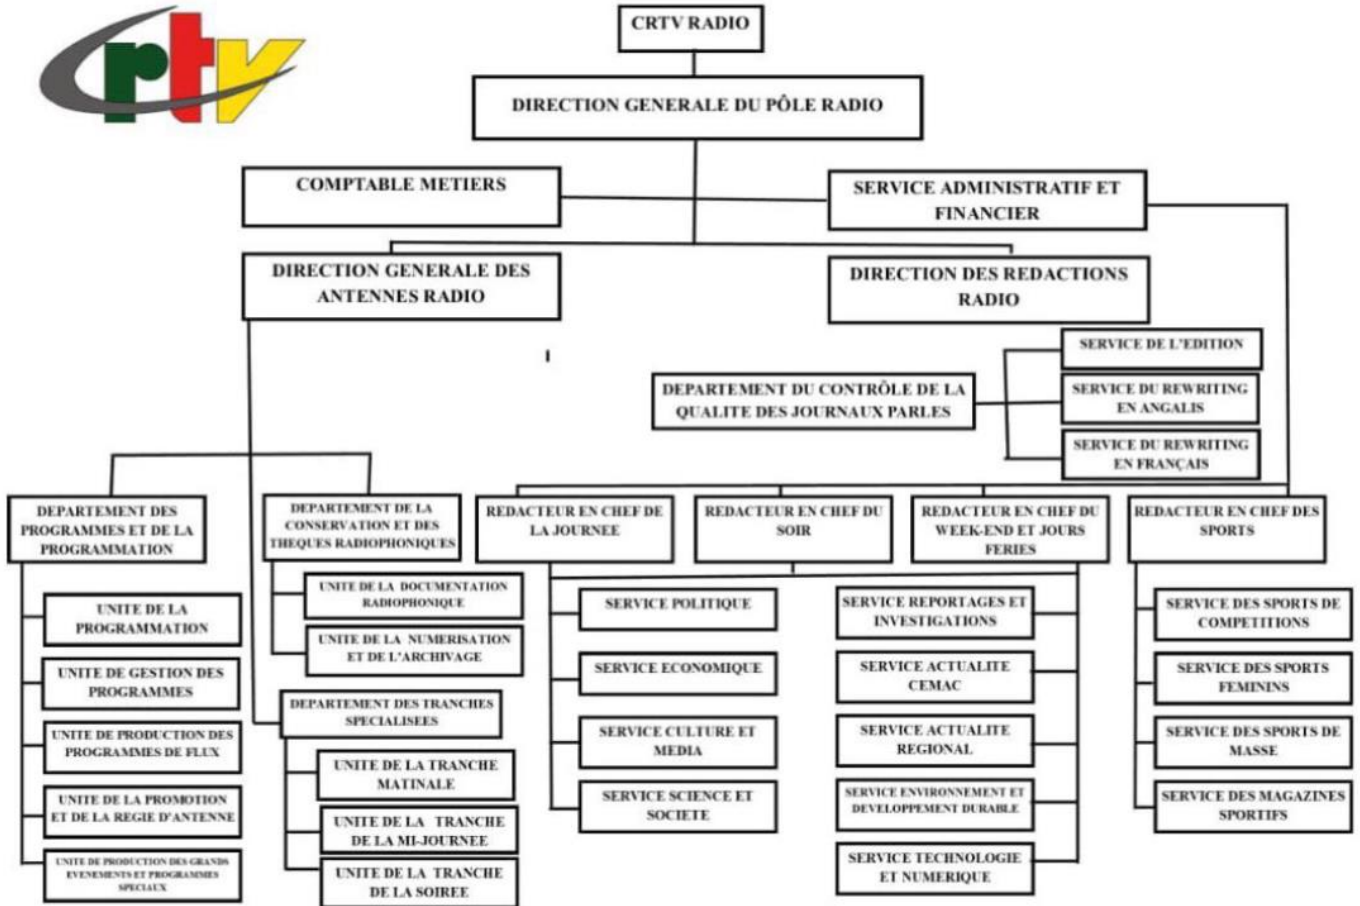 crtv
CRTV RADIO
DIRECTION GENERALE DU PÔLE RADIO
COMPTABLE METIERS
SERVICE ADMINISTRATIF ET
FINANCIER
DIRECTION GENERALE DES
ANTENNES RADIO
DIRECTION DES REDACTIONS
RADIO
SERVICE DE L'EDITION
DEPARTEMENT DU CONTRÔLE DE LA
QUALITE DES JOURNAUX PARLES
SERVICE DU REWRITING
EN ANGALIS
SERVICE DU REWRITING
EN FRANÇAIS
DEPARTEMENT DES
PROGRAMMES ET DE LA
PROGRAMMATION
DEPARTEMENT DE LA
CONSERVATION ET DES
THEQUES RADIOPHONIQUES
REDACTEUR EN CHEF DE
LA JOURNEE
REDACTEUR EN CHEF DU
SOIR
REDACTEUR EN CHEF DU
WEEK-END ET JOURS
FERIES
REDACTEUR EN CHEF DES
SPORTS
UNITE DE LA
PROGRAMMATION
UNITE DE GESTION DES
PROGRAMMES
UNITE DE PRODUCTION DES
PROGRAMMES DE FLUX
UNITE DE LA PROMOTION
ET DE LA REGIE D'ANTENNE
UNITE DE PRODUCTION DES GRANDS
EVENEMENTS ET PROGRAMMES
SPECIAUX
UNITE DE LA DOCUMENTATION
RADIOPHONIQUE
UNITE DE LA NUMERISATION
ET DE L'ARCHIVAGE
DEPARTEMENT DES TRANCHES
SPECIALISEES
UNITE DE LA TRANCHE
MATINALE
UNITE DE LA TRANCHE
DE LA MI-JOURNEE
UNITE DE LA TRANCHE
DE LA SOIREE
SERVICE POLITIQUE
SERVICE ECONOMIQUE
SERVICE CULTURE ET
MEDIA
SERVICE SCIENCE ET
SOCIETE
SERVICE REPORTAGES ET
INVESTIGATIONS
SERVICE ACTUALITE
CEMAC
SERVICE ACTUALITE
REGIONAL
SERVICE ENVIRONNEMENT ET
DEVELOPPEMENT DURABLE
SERVICE TECHNOLOGIE
ET NUMERIQUE
SERVICE DES SPORTS DE
COMPETITIONS
SERVICE DES SPORTS
FEMININS
SERVICE DES SPORTS DE
MASSE
SERVICE DES MAGAZINES
SPORTIFS